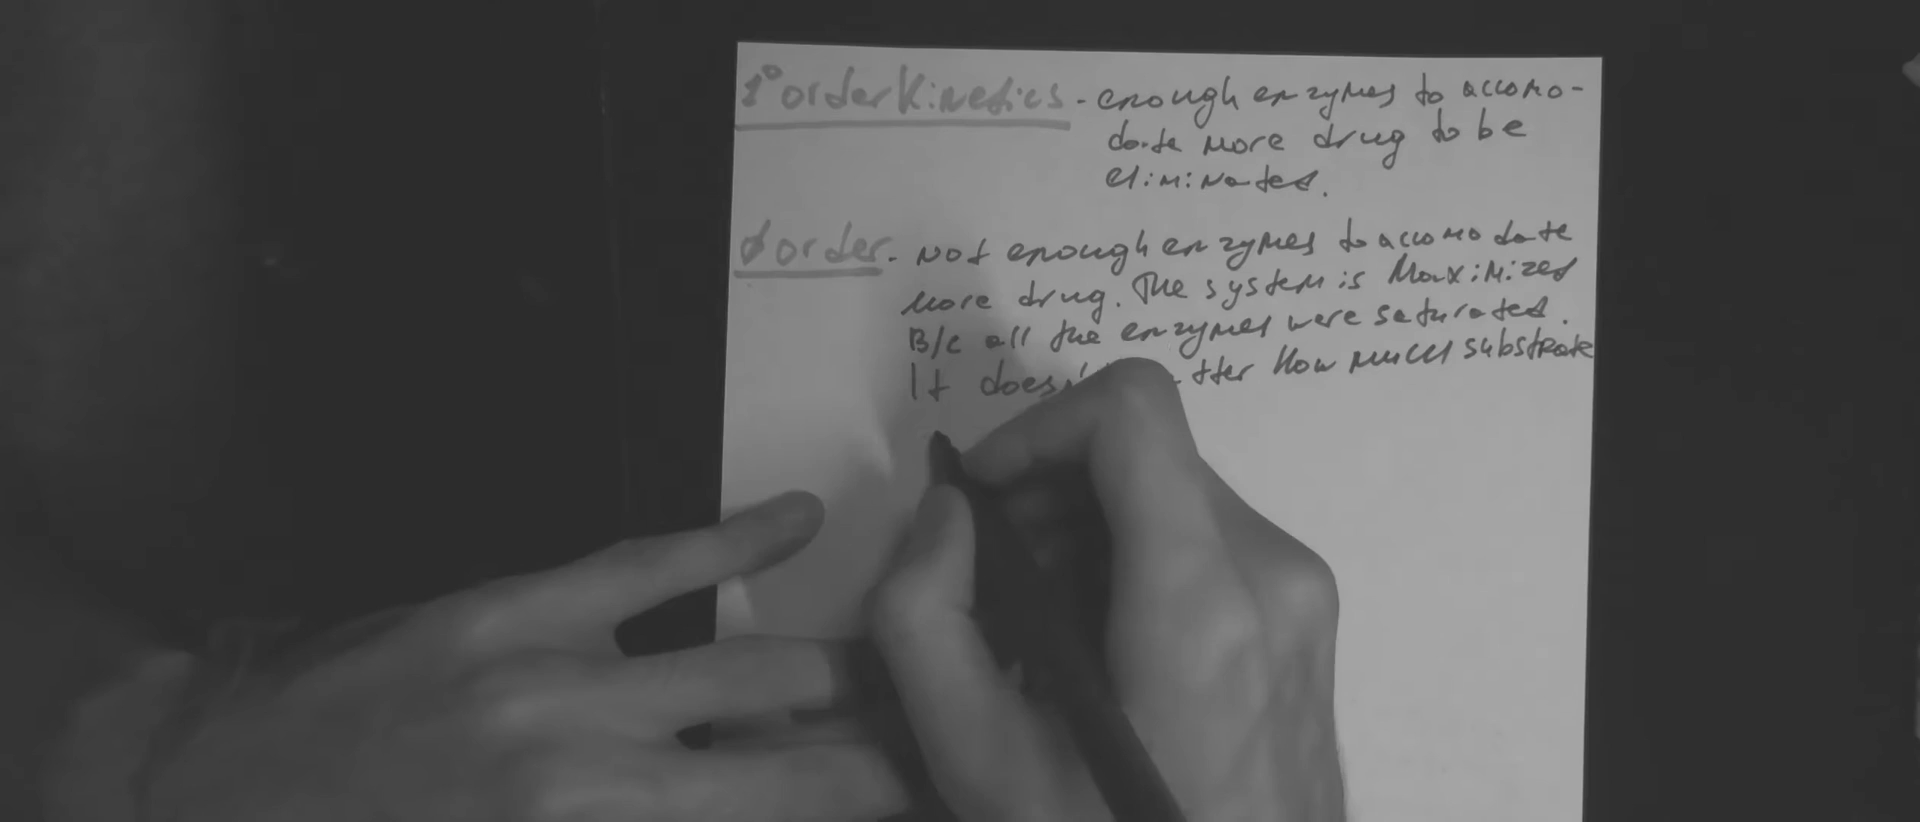 1° order Kinetics - enough enzymes to accomo-
date more drug to be
eliminated.
0 order. Not enough enzymes to accomodate
more drug. The system is Maximized
B/c all the enzymes were saturated.
It does tter How much substrate